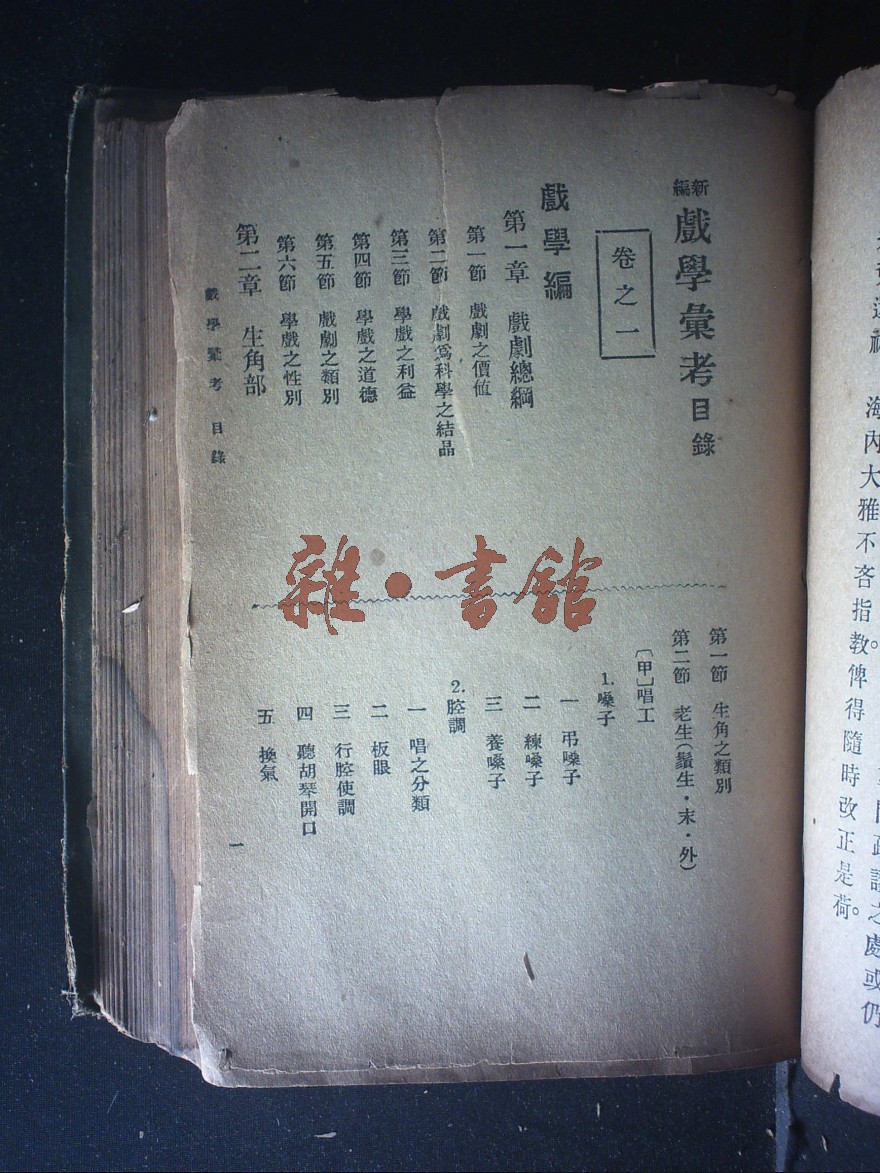 海內大雅不吝指教。俾得隨時改正是荷。
新編戲學彙考目錄
卷之一
戲學編
第一章 戲劇總綱
第一節 戲劇之價值
第二節 戲劇爲科學之結晶
第三節 學戲之利益
第四節 學戲之道德
第五節 戲劇之類別
第六節 學戲之性別
第二章 生角部
第一節 生角之類別
第二節 老生(鬚生·末·外)
〔甲〕唱工
1.嗓子
一 弔嗓子
二 練嗓子
三 養嗓子
2.腔調
一 唱之分類
二 板眼
三 行腔使調
四 聽胡琴開口
五 換氣
戲學彙考 目錄
一
雜·書館